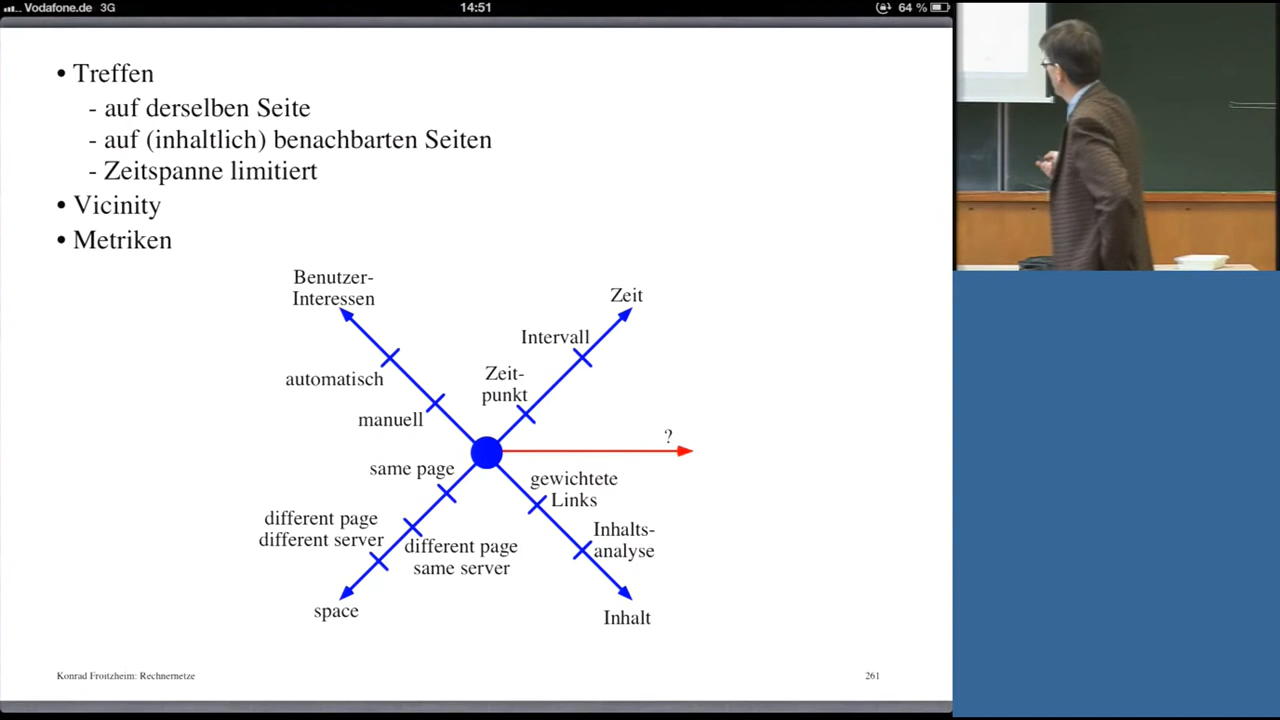 Vodafone.de 3G 14:51 64 %
• Treffen
- auf derselben Seite
- auf (inhaltlich) benachbarten Seiten
- Zeitspanne limitiert
• Vicinity
• Metriken
Benutzer-
Interessen
Zeit
Intervall
automatisch
Zeit-
punkt
manuell
?
same page
gewichtete
Links
different page
different server
Inhalts-
analyse
different page
same server
space
Inhalt
Konrad Froitzheim: Rechnernetze 261